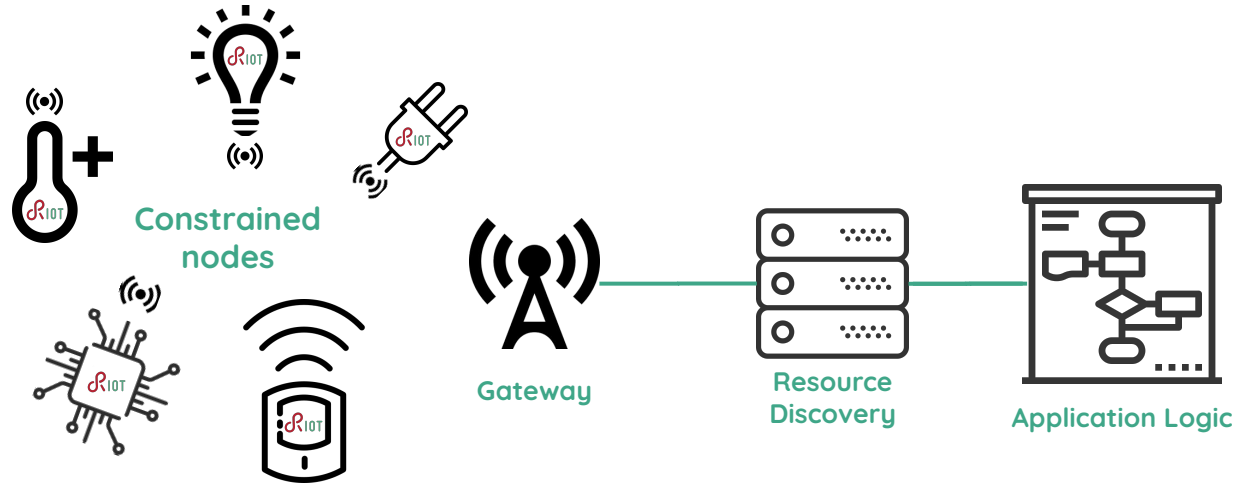 RIOT
RIOT
RIOT
RIOT
Constrained
nodes
RIOT
RIOT
Gateway
Resource
Discovery
Application Logic